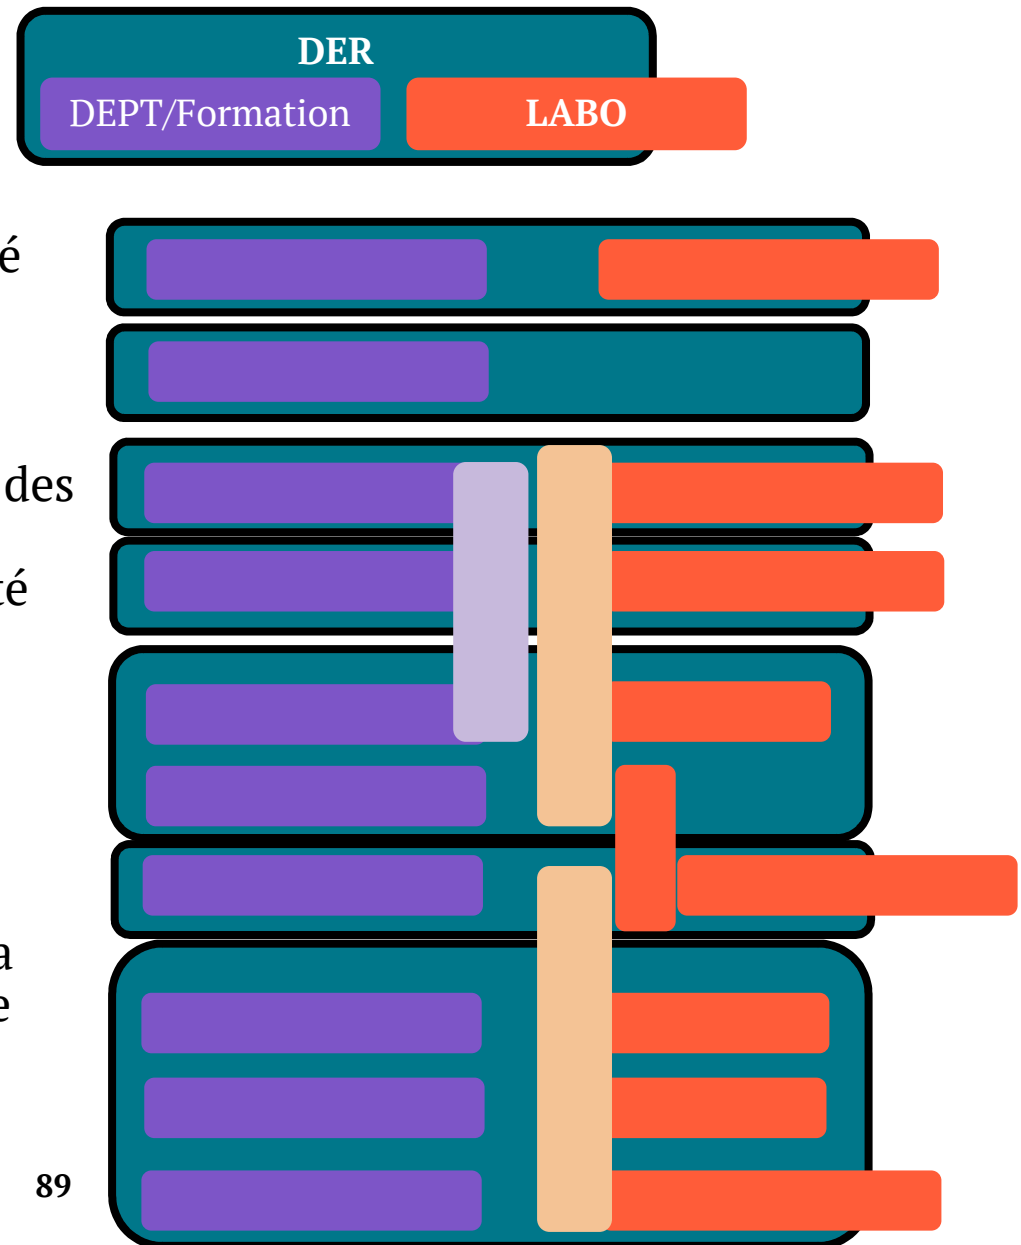 DER
DEPT/Formation
LABO
é
des
té
a
e
89